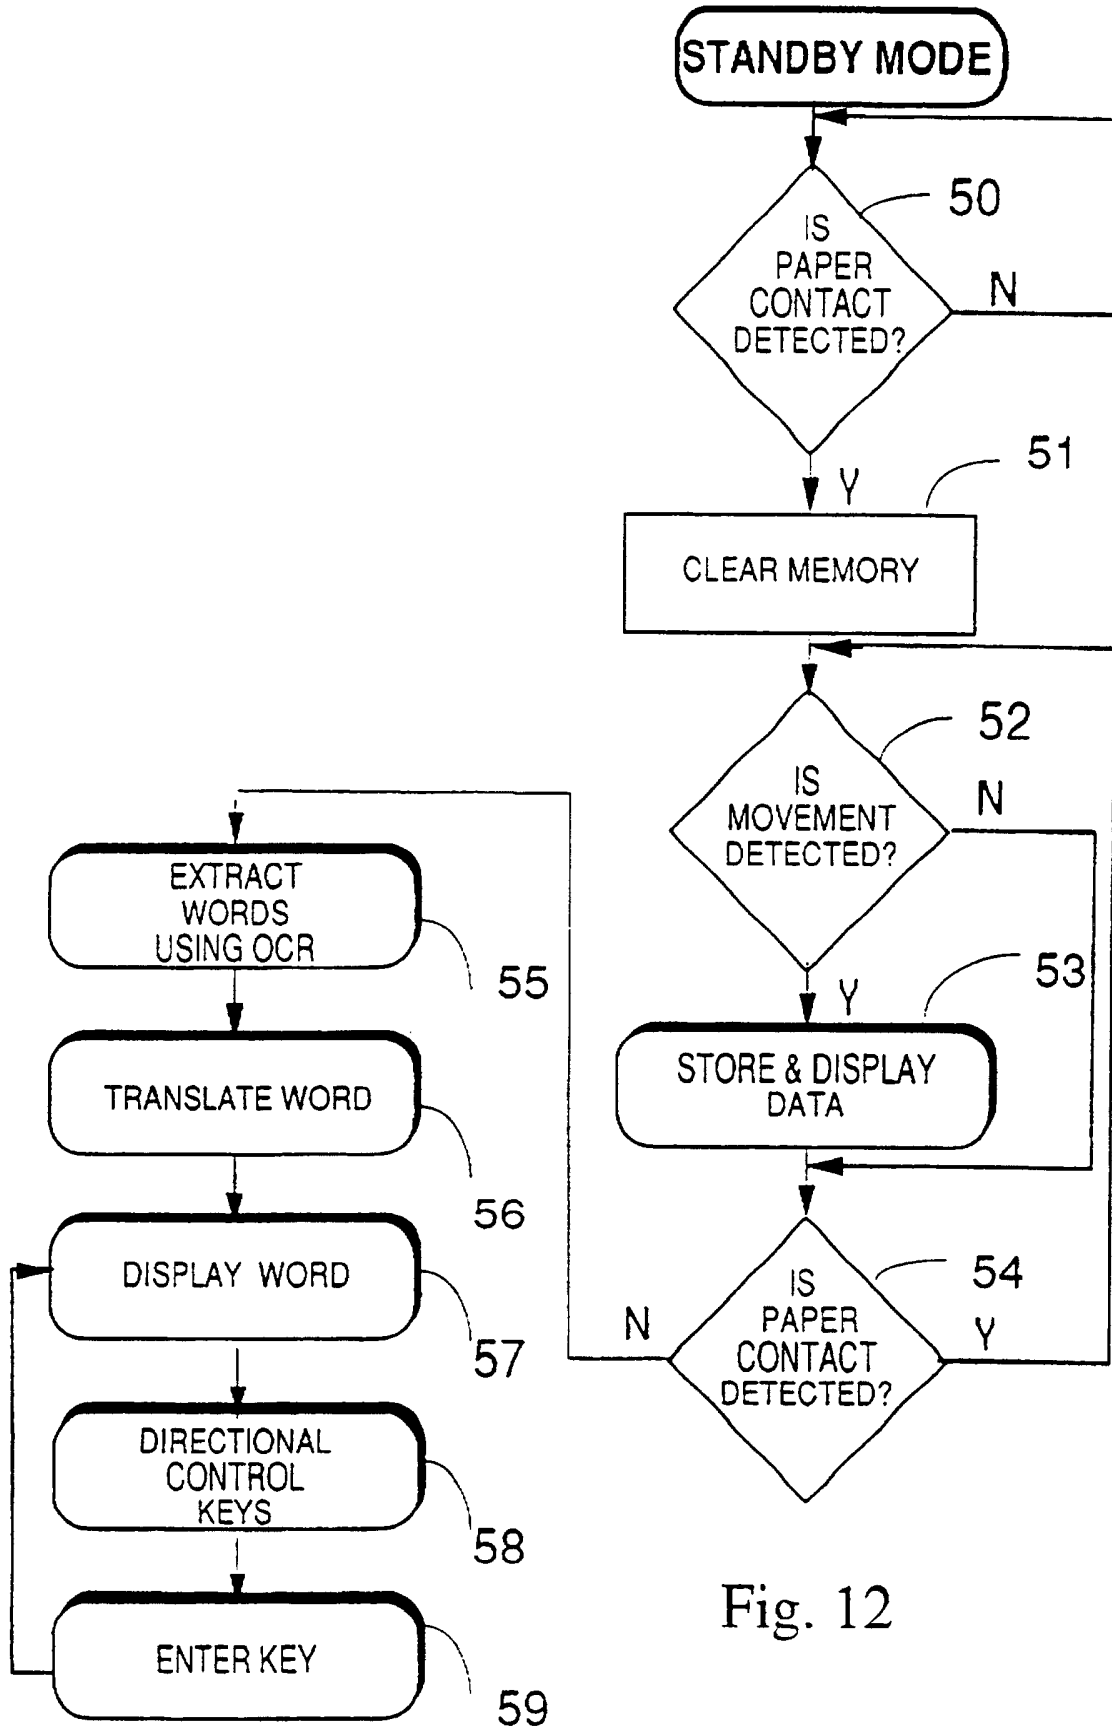 STANDBY MODE
50
IS
PAPER
CONTACT
DETECTED?
N
Y
51
CLEAR MEMORY
52
IS
MOVEMENT
DETECTED?
N
Y
53
STORE & DISPLAY
DATA
54
IS
PAPER
CONTACT
DETECTED?
N
Y
EXTRACT
WORDS
USING OCR
55
TRANSLATE WORD
56
DISPLAY WORD
57
DIRECTIONAL
CONTROL
KEYS
58
ENTER KEY
59
Fig. 12